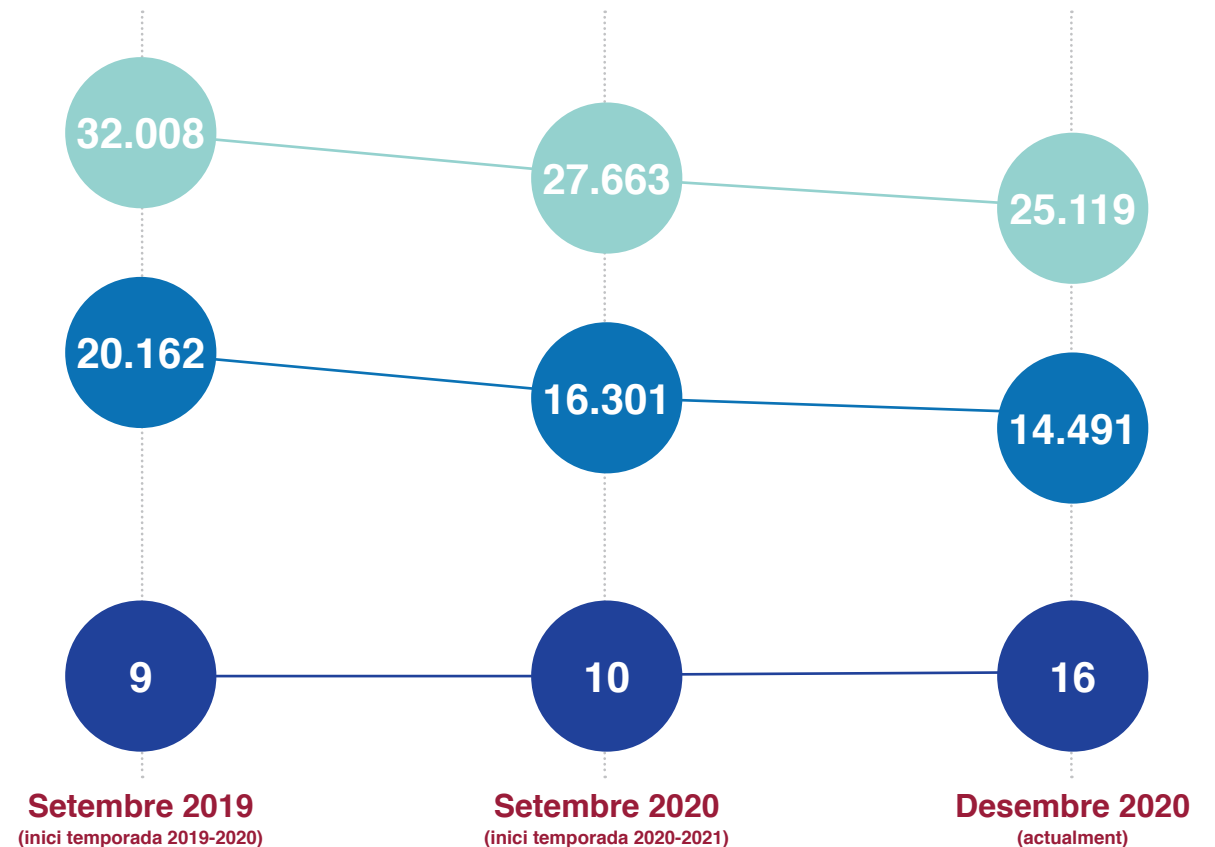 32.008
27.663
25.119
20.162
16.301
14.491
9
10
16
Setembre 2019
(inici temporada 2019-2020)
Setembre 2020
(inici temporada 2020-2021)
Desembre 2020
(actualment)